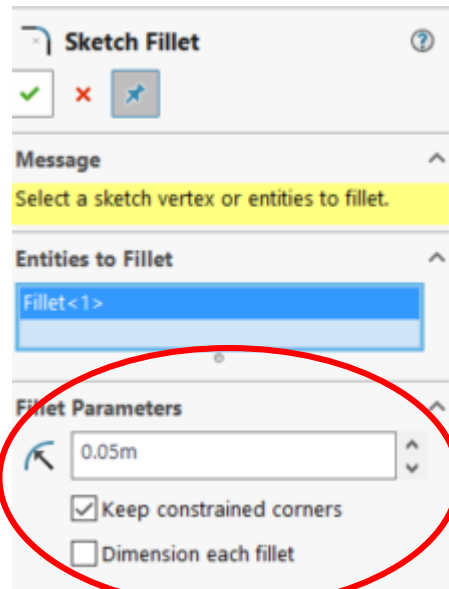 Sketch Fillet
Message
Select a sketch vertex or entities to fillet.
Entities to Fillet
Fillet<1>
Fillet Parameters
0.05m
Keep constrained corners
Dimension each fillet